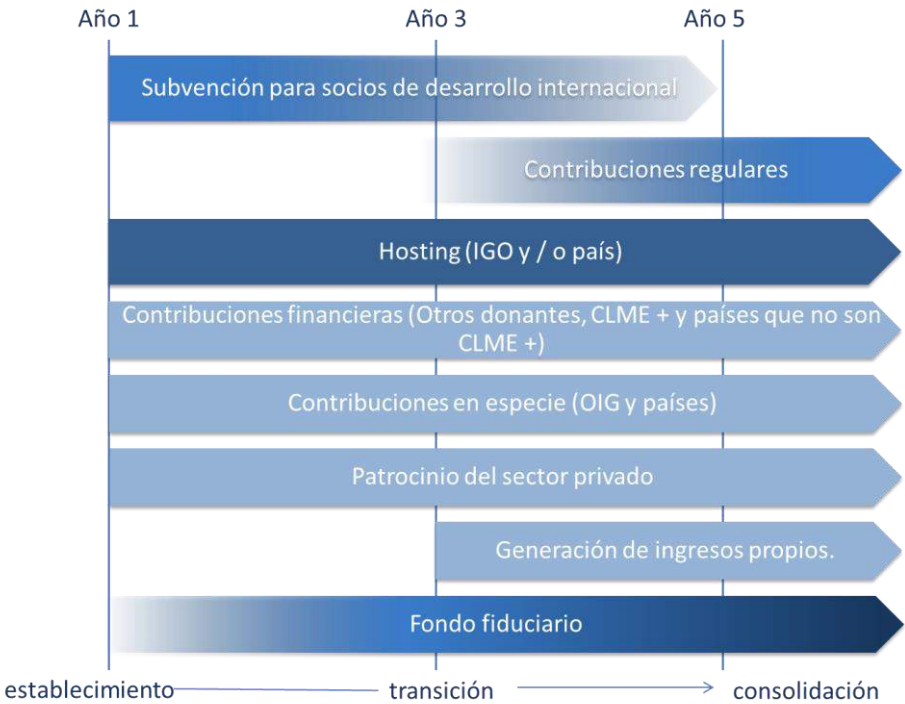 Año 1
Año 3
Año 5
Subvención para socios de desarrollo internacional
Contribuciones regulares
Hosting (IGO y / o país)
Contribuciones financieras (Otros donantes, CLME + y países que no son
CLME +)
Contribuciones en especie (OIG y países)
Patrocinio del sector privado
Generación de ingresos propios.
Fondo fiduciario
establecimiento
transición
consolidación